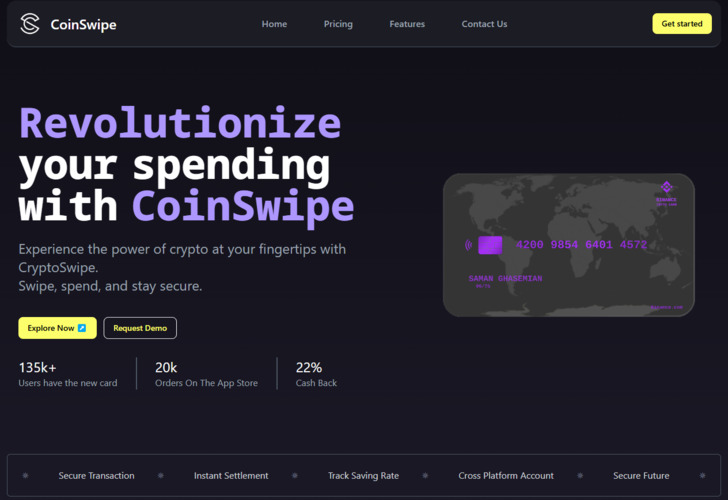 CoinSwipe
Home
Pricing
Features
Contact Us
Get started
Revolutionize
your spending
with CoinSwipe
Experience the power of crypto at your fingertips with
CryptoSwipe.
Swipe, spend, and stay secure.
Explore Now
Request Demo
135k+
Users have the new card
20k
Orders On The App Store
22%
Cash Back
4200 9854 6401 4572
SAMAN GHASEMIAN
Secure Transaction
Instant Settlement
Track Saving Rate
Cross Platform Account
Secure Future